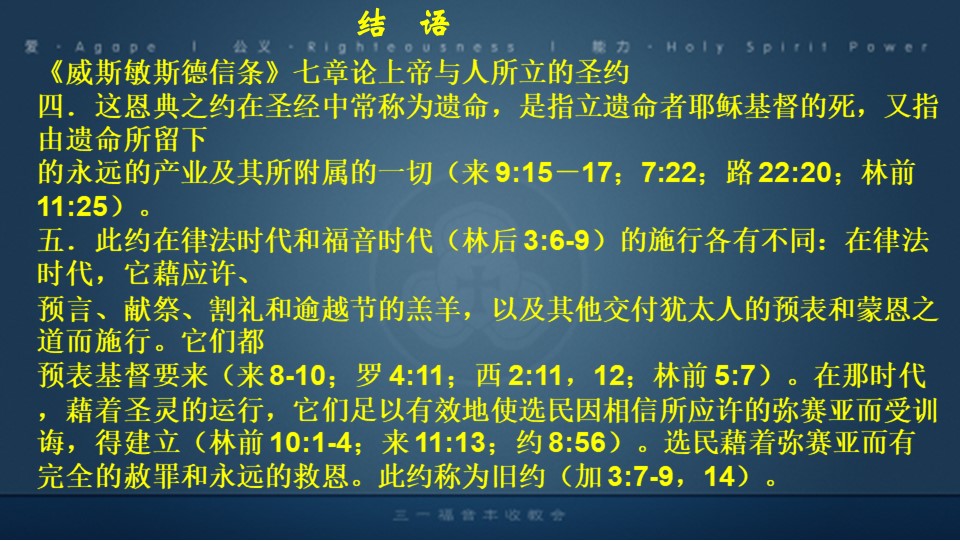 结 语
爱·Agape | 公义·Righteousness | 能力·Holy Spirit Power
《威斯敏斯德信条》七章论上帝与人所立的圣约
四．这恩典之约在圣经中常称为遗命，是指立遗命者耶稣基督的死，又指
由遗命所留下
的永远的产业及其所附属的一切（来9:15－17；7:22；路22:20；林前
11:25）。
五．此约在律法时代和福音时代（林后3:6-9）的施行各有不同：在律法
时代，它藉应许、
预言、献祭、割礼和逾越节的羔羊，以及其他交付犹太人的预表和蒙恩之
道而施行。它们都
预表基督要来（来8-10；罗4:11；西2:11，12；林前5:7）。在那时代
，藉着圣灵的运行，它们足以有效地使选民因相信所应许的弥赛亚而受训
诲，得建立（林前10:1-4；来11:13；约8:56）。选民藉着弥赛亚而有
完全的赦罪和永远的救恩。此约称为旧约（加3:7-9，14）。
三一福音丰收教会